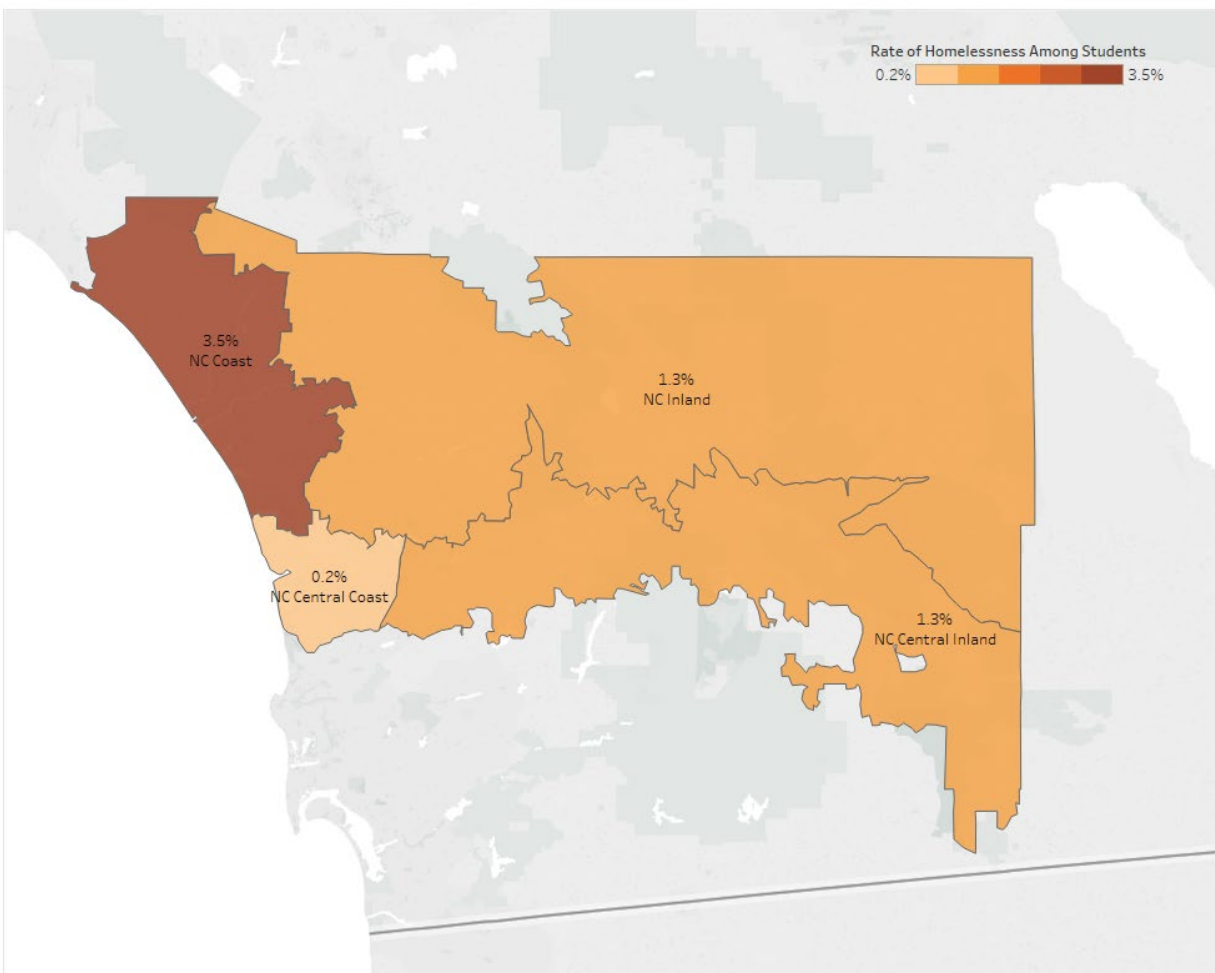 Rate of Homelessness Among Students
0.2% 3.5%
3.5%
NC Coast
1.3%
NC Inland
0.2%
NC Central Coast
1.3%
NC Central Inland